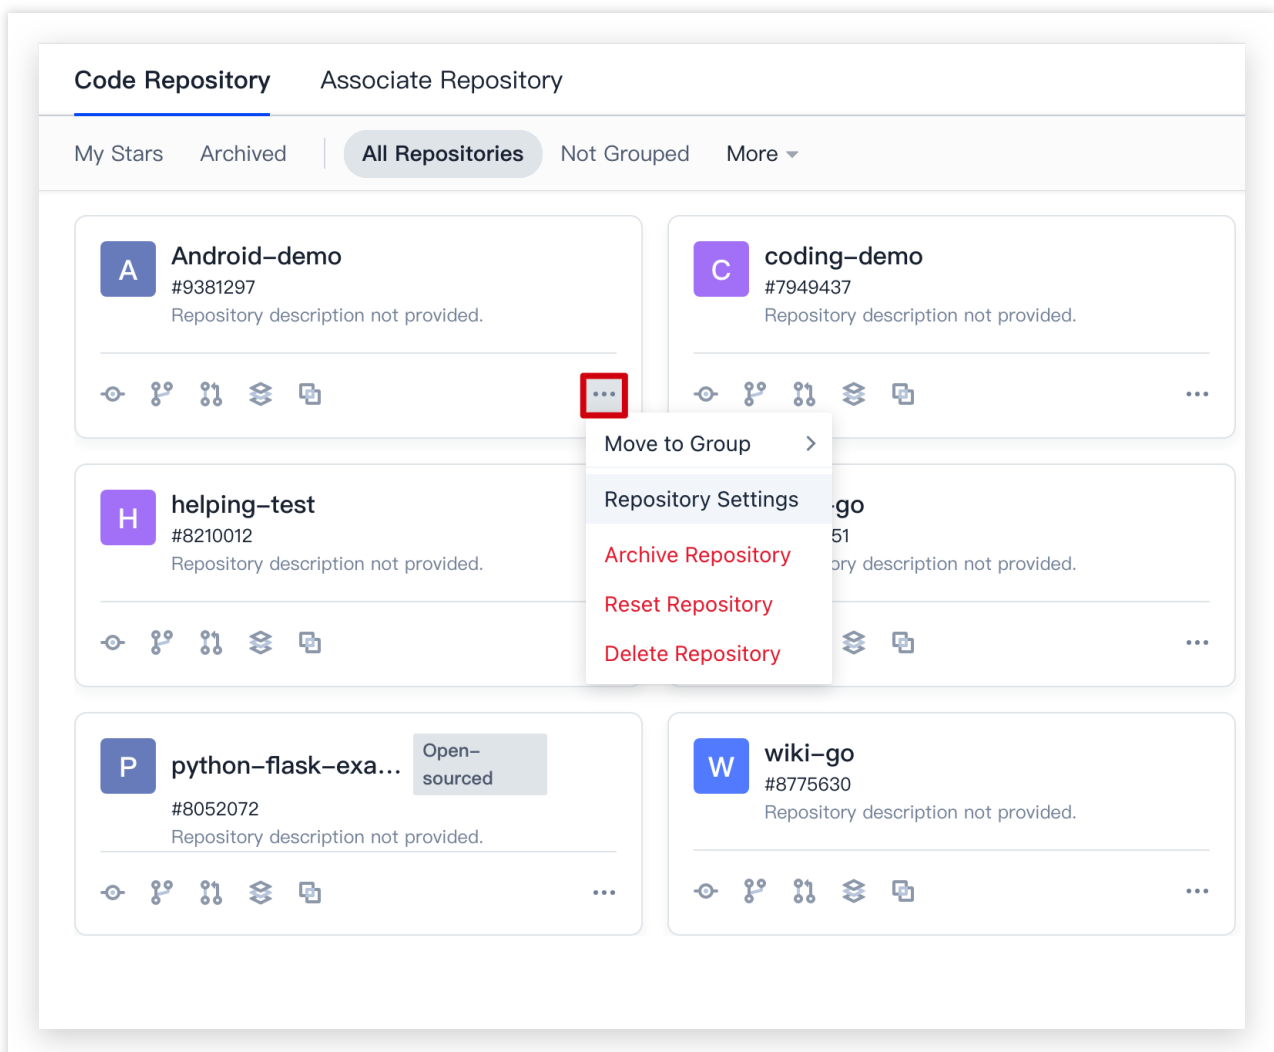 Code Repository Associate Repository
My Stars Archived All Repositories Not Grouped More
A Android-demo
#9381297
Repository description not provided.
C coding-demo
#7949437
Repository description not provided.
Move to Group
Repository Settings
Archive Repository
Reset Repository
Delete Repository
H helping-test
#8210012
Repository description not provided.
-go
51
ory description not provided.
P python-flask-exa... Open-
sourced
#8052072
Repository description not provided.
W wiki-go
#8775630
Repository description not provided.